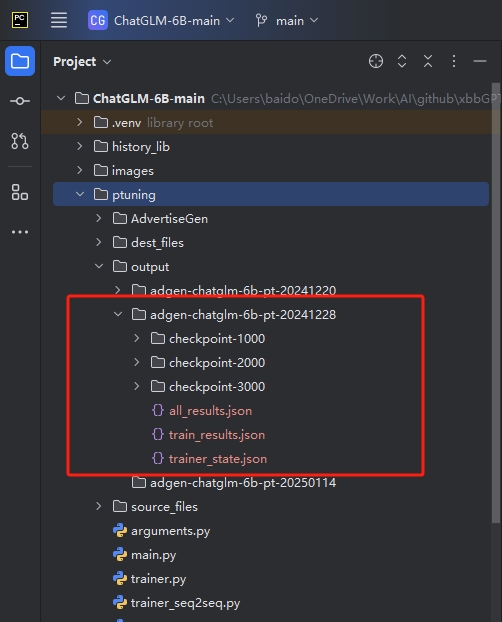 PC CG ChatGLM-6B-main main
Project
ChatGLM-6B-main C:\Users\baido\OneDrive\Work\AI\github\xbbGPT
.venv library root
history_lib
images
ptuning
AdvertiseGen
dest_files
output
adgen-chatglm-6b-pt-20241220
adgen-chatglm-6b-pt-20241228
checkpoint-1000
checkpoint-2000
checkpoint-3000
{} all_results.json
{} train_results.json
{} trainer_state.json
adgen-chatglm-6b-pt-20250114
source_files
arguments.py
main.py
trainer.py
trainer_seq2seq.py